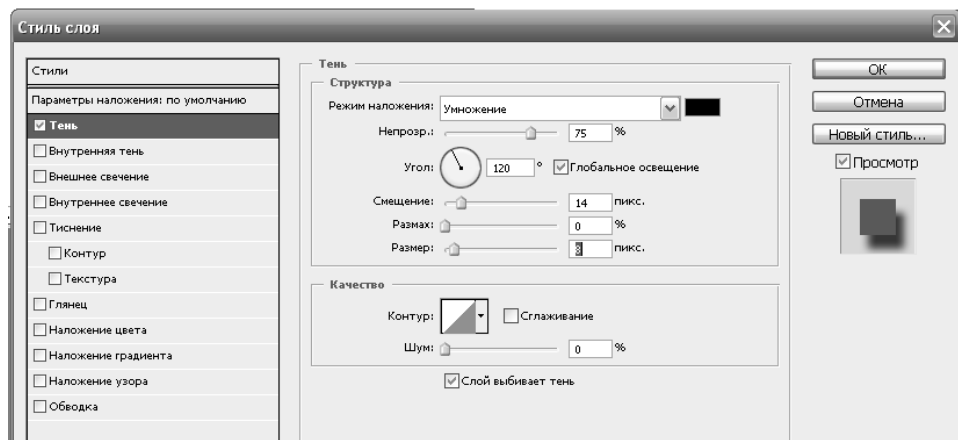 Стиль слоя
Стили
Параметры наложения: по умолчанию
Тень
Внутренняя тень
Внешнее свечение
Внутреннее свечение
Тиснение
Контур
Текстура
Глянец
Наложение цвета
Наложение градиента
Наложение узора
Обводка
Тень
Структура
Режим наложения: Умножение
Непрозр.: 75 %
Угол: 120 ° Глобальное освещение
Смещение: 14 пикс.
Размах: 0 %
Размер: 8 пикс.
Качество
Контур: Сглаживание
Шум: 0 %
Слой выбивает тень
ОК
Отмена
Новый стиль...
Просмотр